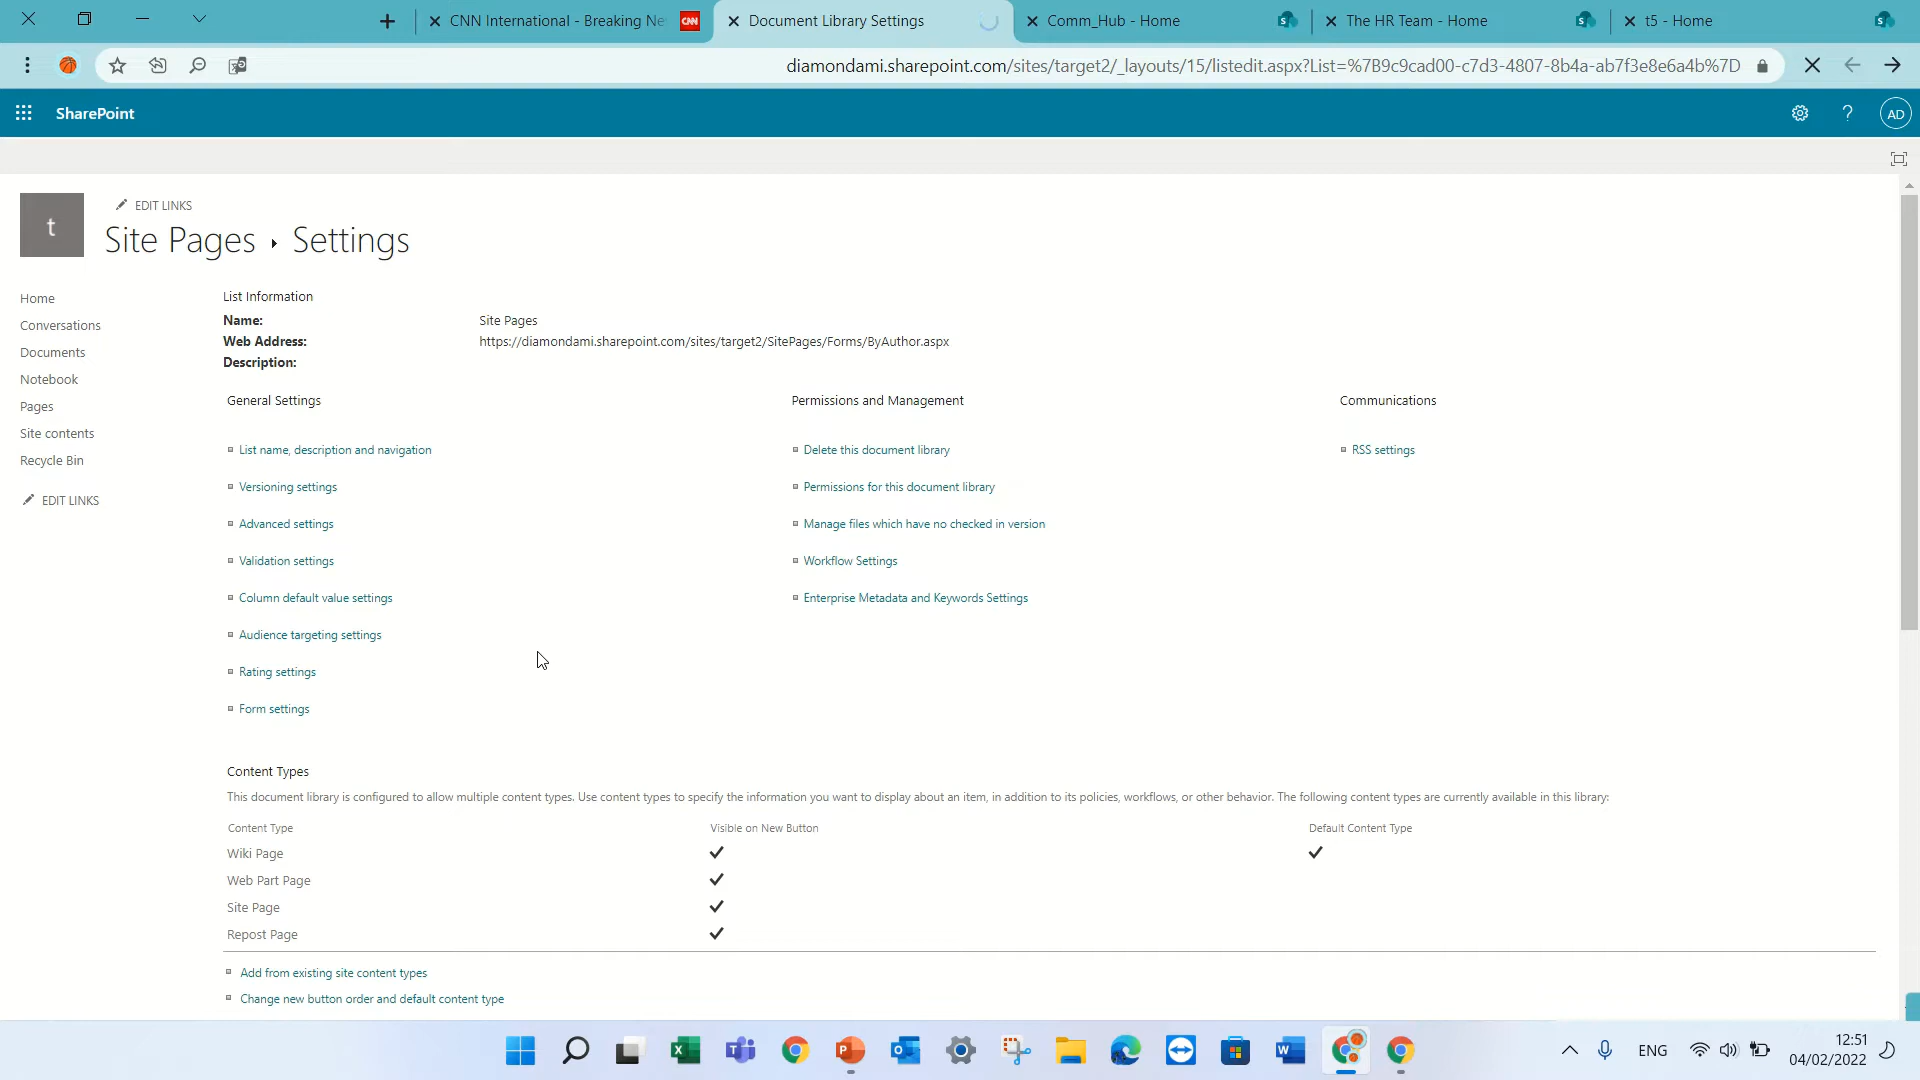 CNN International - Breaking Ne
CNN
Document Library Settings
Comm_Hub - Home
The HR Team - Home
t5 - Home
diamondami.sharepoint.com/sites/target2/_layouts/15/listedit.aspx?List=%7B9c9cad00-c7d3-4807-8b4a-ab7f3e8e6a4b%7D
SharePoint
AD
t
EDIT LINKS
Site Pages ▸ Settings
Home
Conversations
Documents
Notebook
Pages
Site contents
Recycle Bin
EDIT LINKS
List Information
Name: Site Pages
Web Address: https://diamondami.sharepoint.com/sites/target2/SitePages/Forms/ByAuthor.aspx
Description:
General Settings
List name, description and navigation
Versioning settings
Advanced settings
Validation settings
Column default value settings
Audience targeting settings
Rating settings
Form settings
Permissions and Management
Delete this document library
Permissions for this document library
Manage files which have no checked in version
Workflow Settings
Enterprise Metadata and Keywords Settings
Communications
RSS settings
Content Types
This document library is configured to allow multiple content types. Use content types to specify the information you want to display about an item, in addition to its policies, workflows, or other behavior. The following content types are currently available in this library:
Content Type Visible on New Button Default Content Type
Wiki Page ✓ ✓
Web Part Page ✓
Site Page ✓
Repost Page ✓
Add from existing site content types
Change new button order and default content type
ENG
12:51
04/02/2022